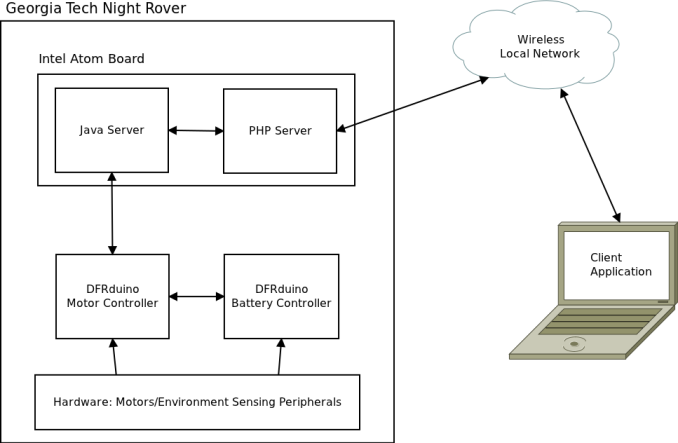 Georgia Tech Night Rover
Intel Atom Board
Java Server
PHP Server
Wireless
Local Network
Client
Application
DFRduino
Motor Controller
DFRduino
Battery Controller
Hardware: Motors/Environment Sensing Peripherals